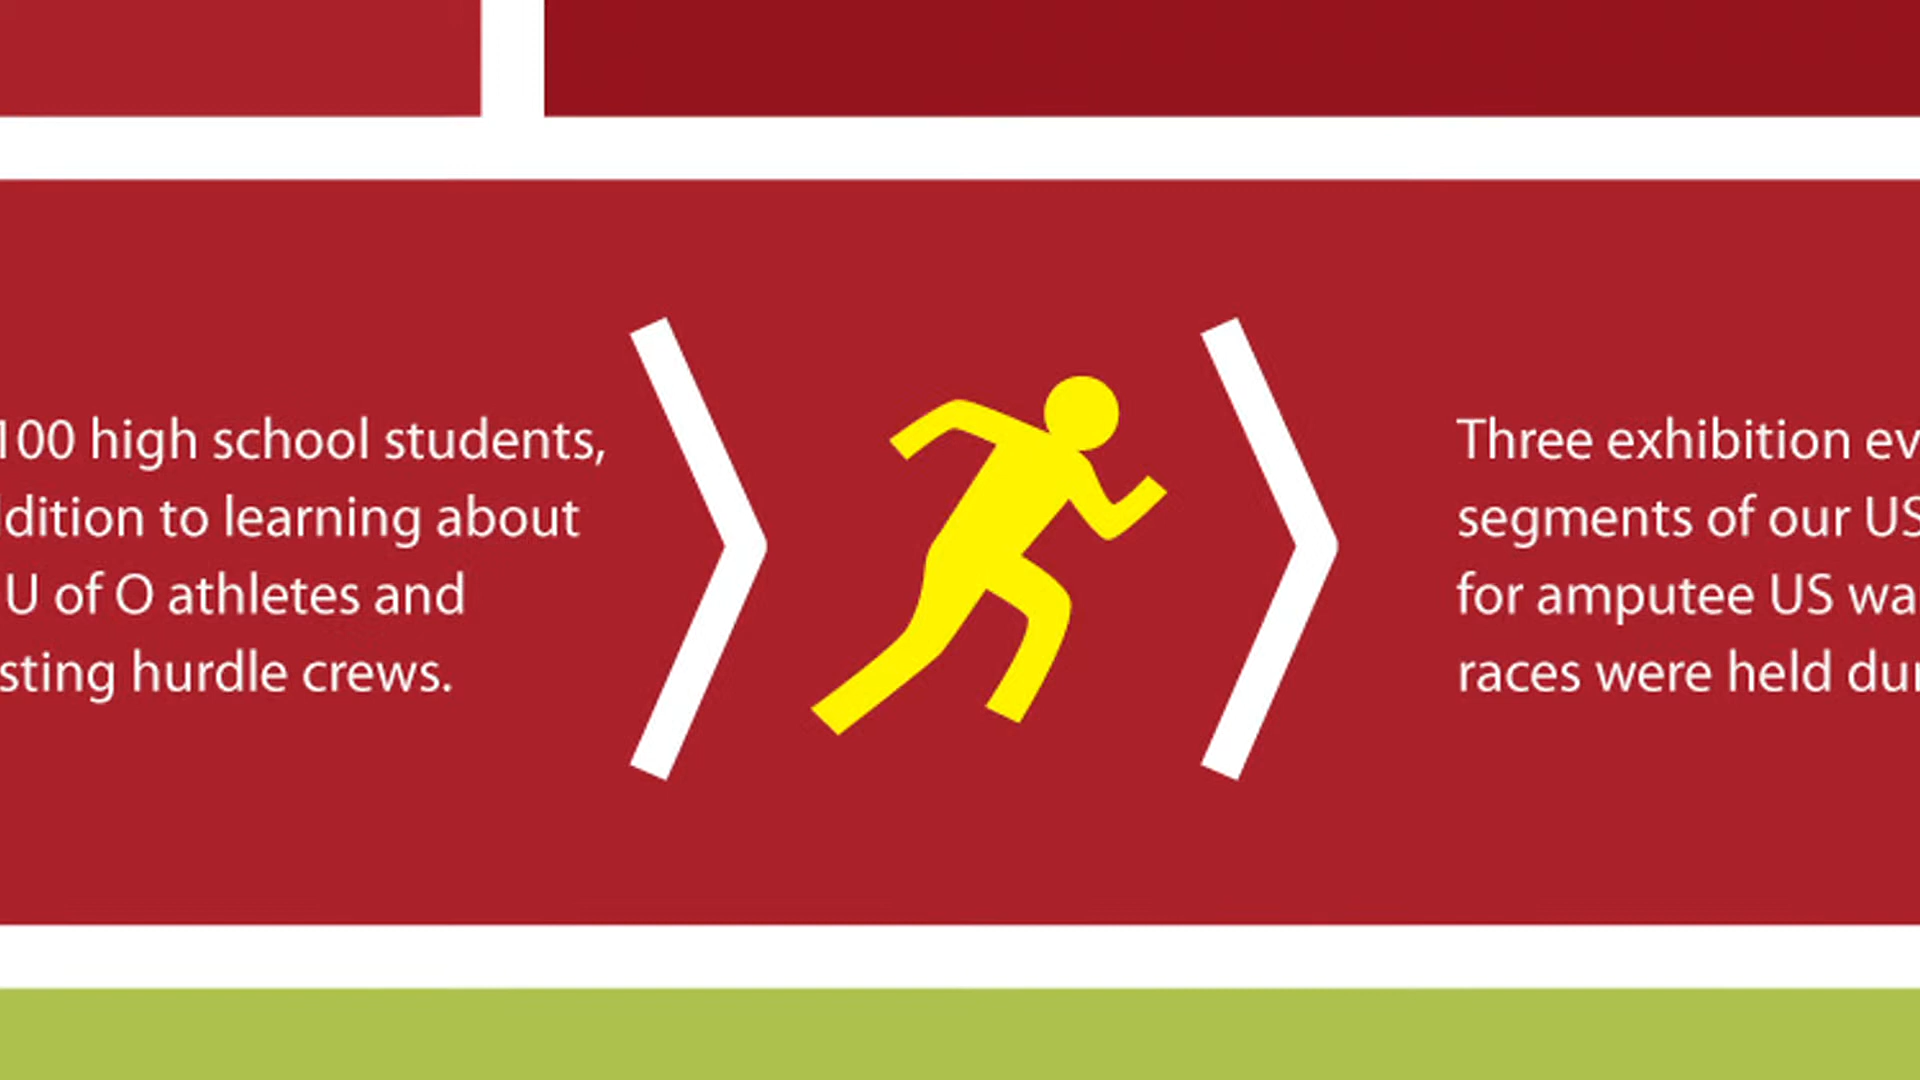 100 high school students,
dition to learning about
U of O athletes and
sting hurdle crews.
Three exhibition ev
segments of our US
for amputee US wa
races were held dur